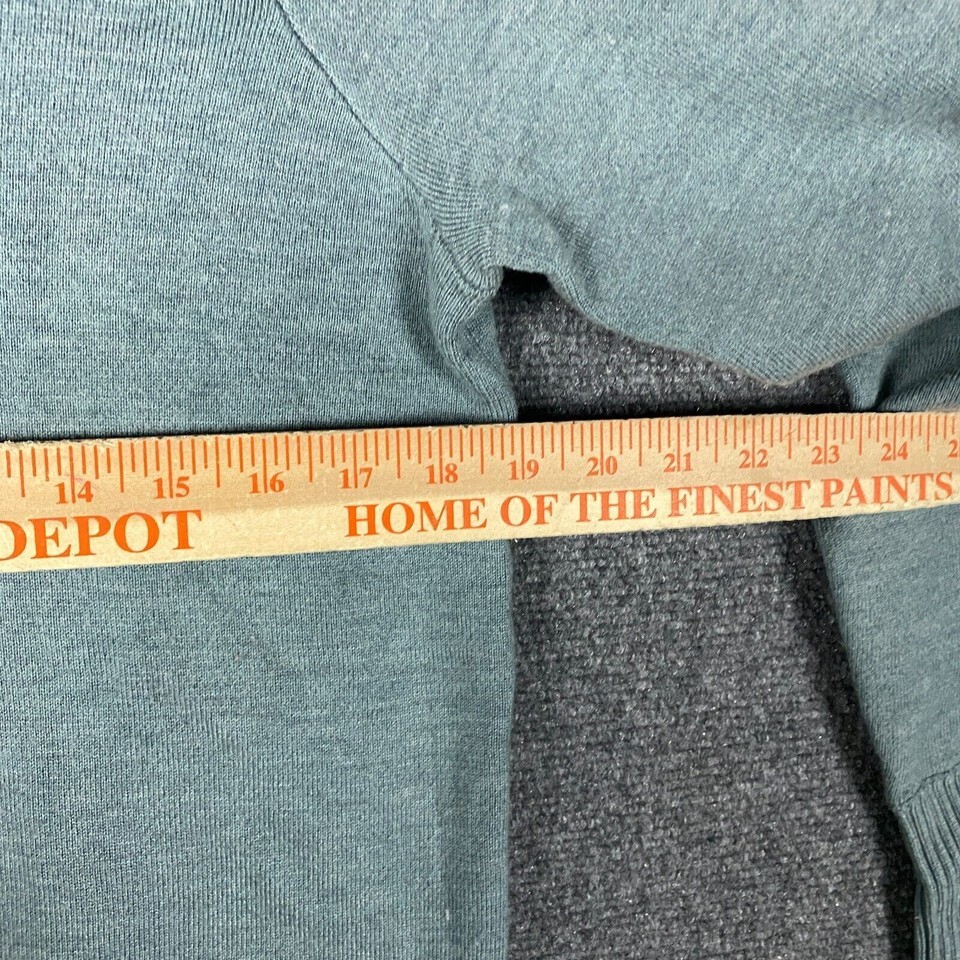 14 15 16 17 18 19 20 21 22 23 24
DEPOT HOME OF THE FINEST PAINTS